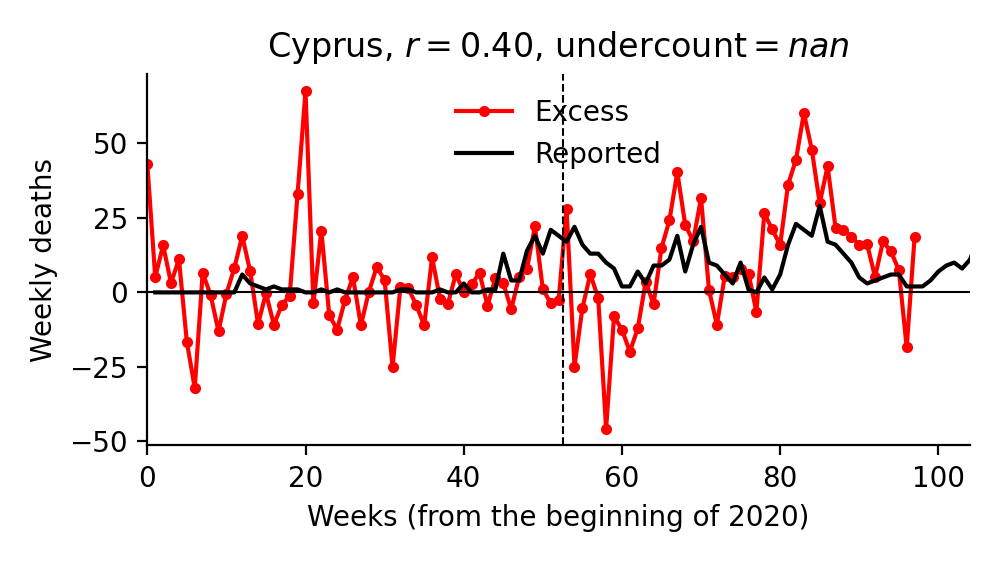 Cyprus, r = 0.40, undercount = nan
Excess
Reported
Weekly deaths
50
25
0
−25
−50
0 20 40 60 80 100
Weeks (from the beginning of 2020)